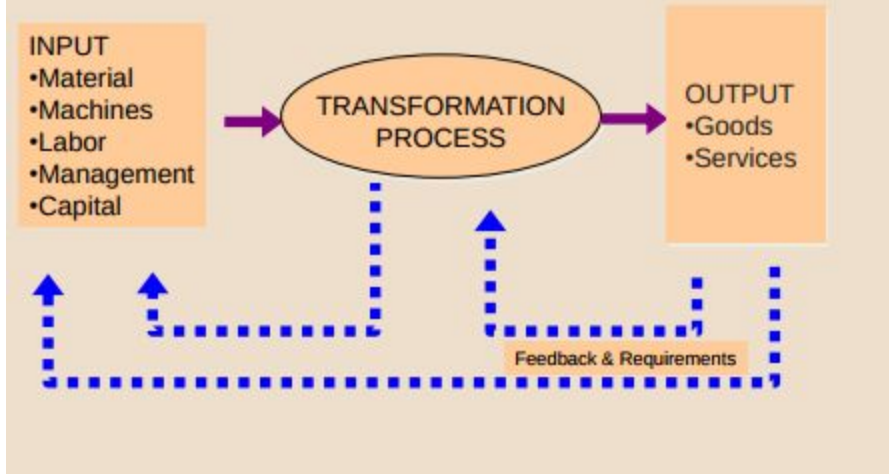 INPUT
•Material
•Machines
•Labor
•Management
•Capital
TRANSFORMATION
PROCESS
OUTPUT
•Goods
•Services
Feedback & Requirements